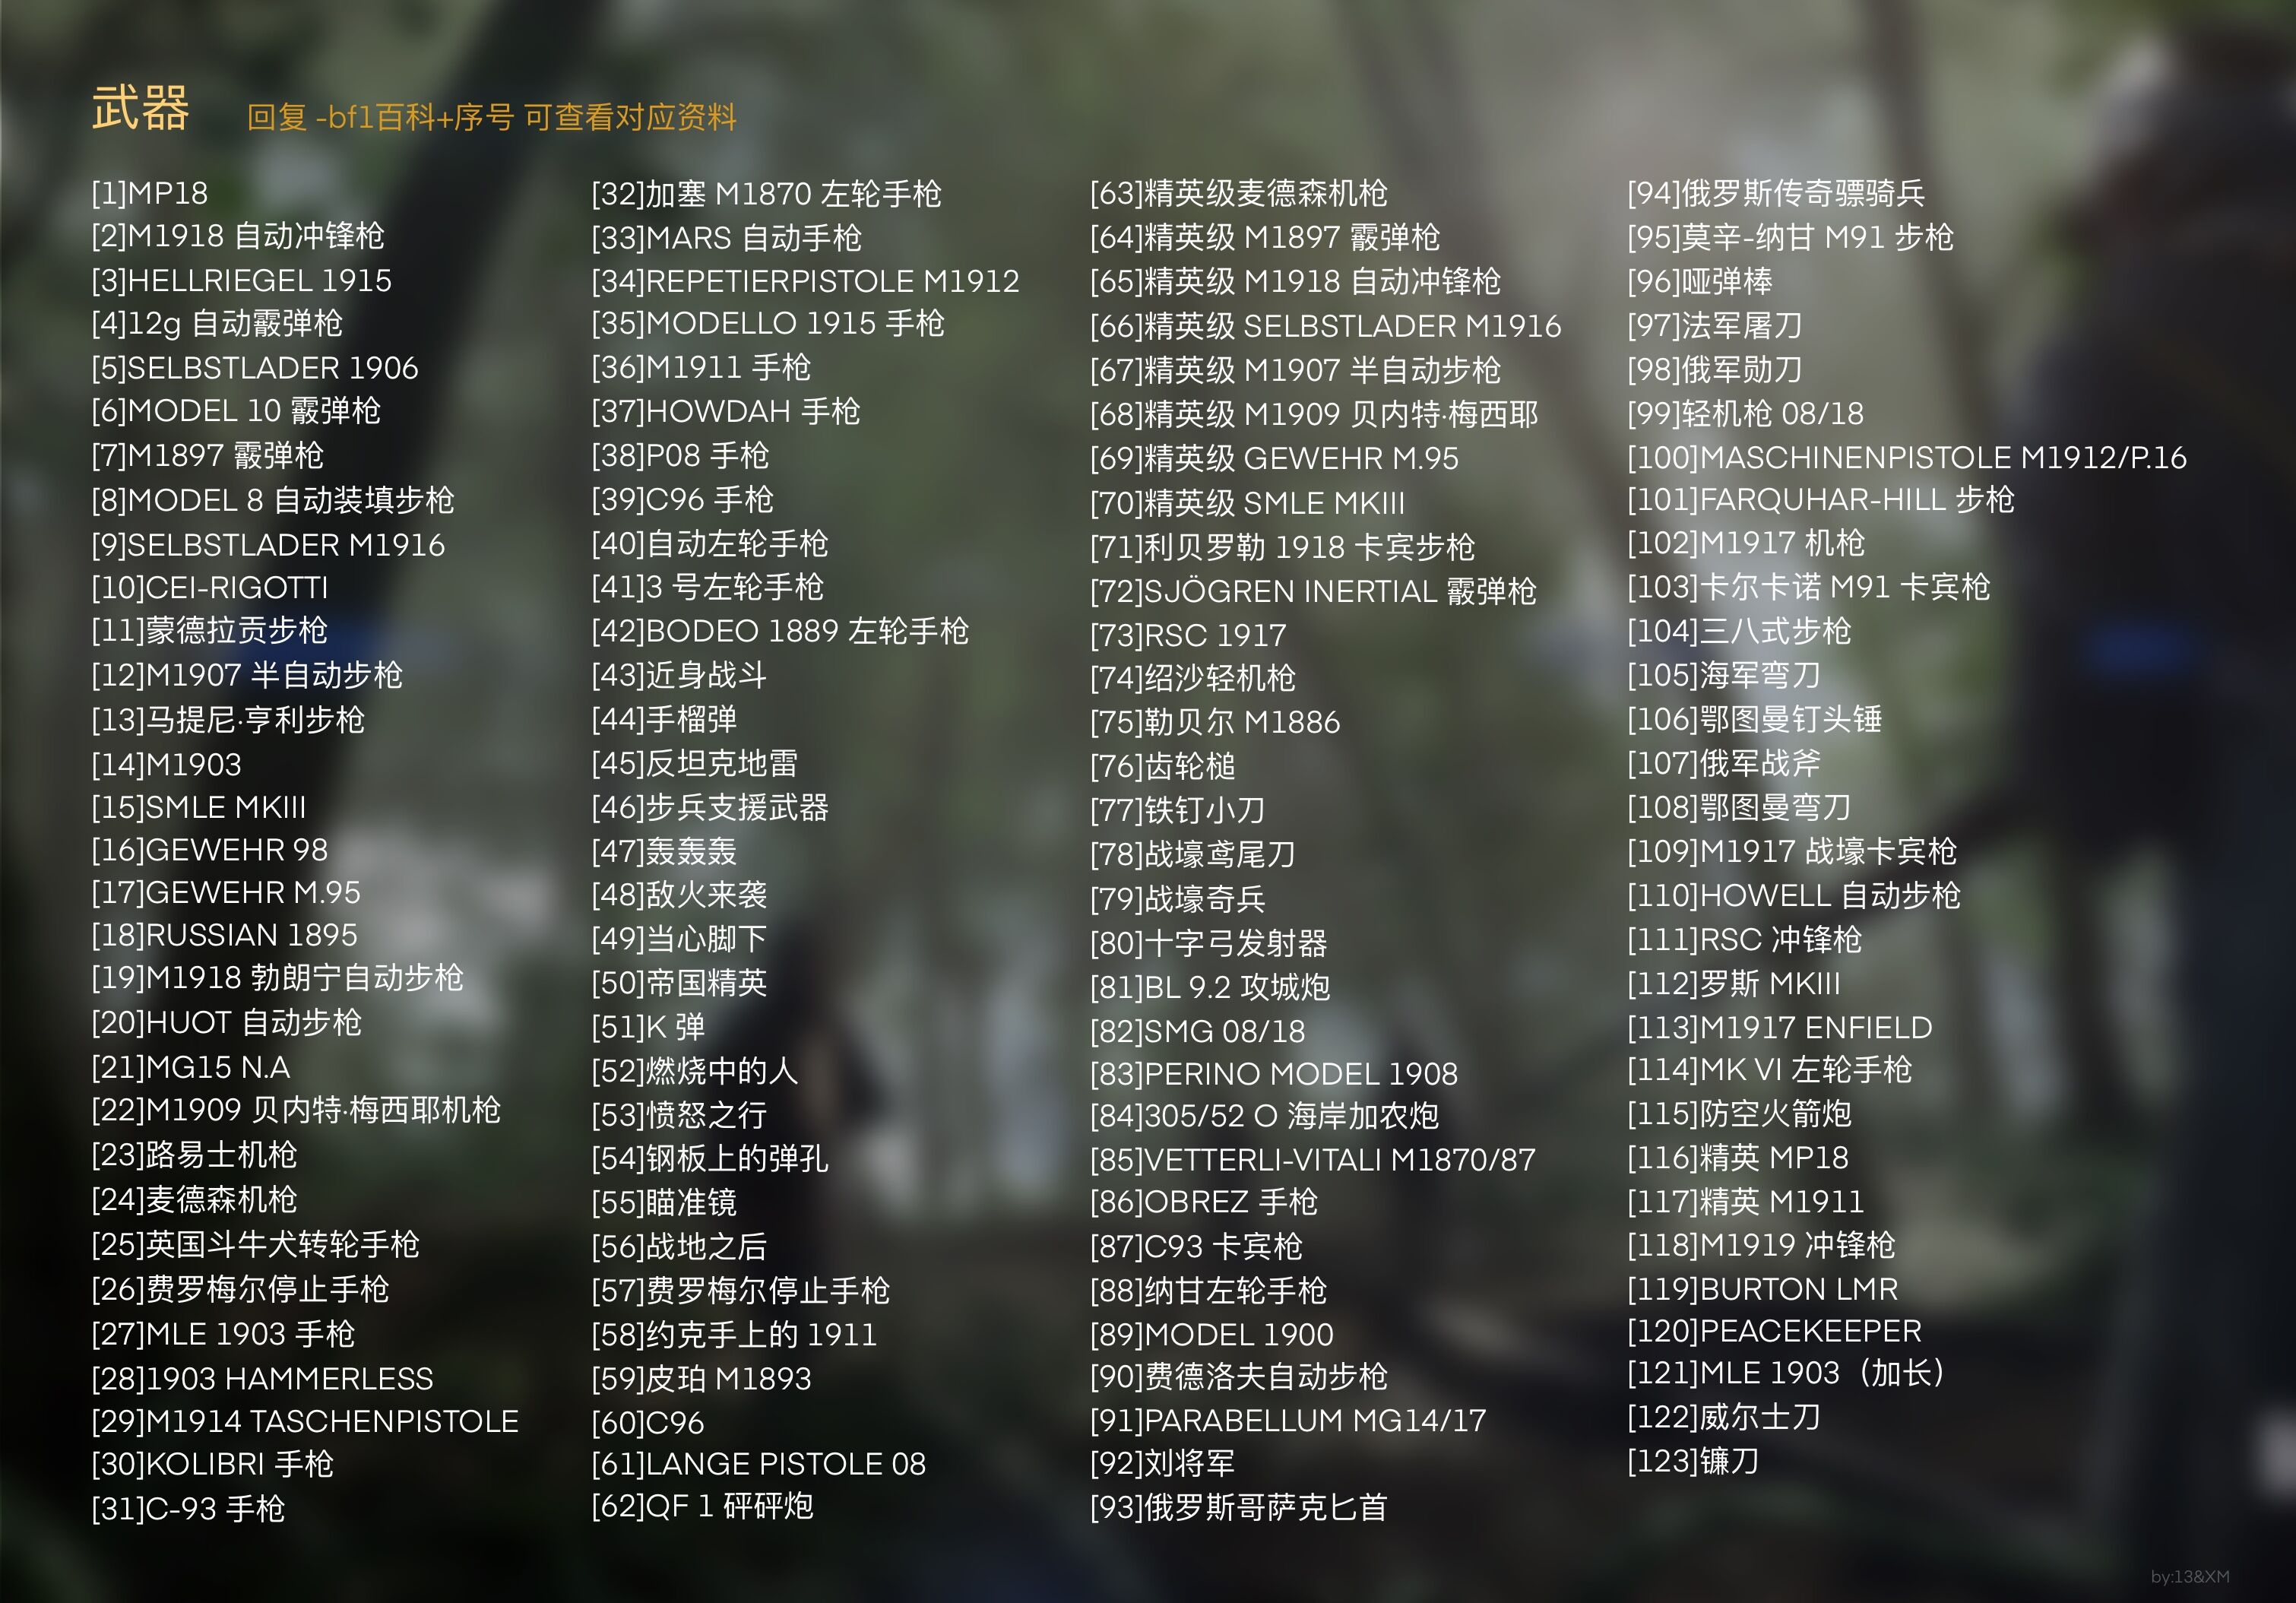 武器
回复 -bf1百科+序号 可查看对应资料
[1]MP18
[2]M1918 自动冲锋枪
[3]HELLRIEGEL 1915
[4]12g 自动霰弹枪
[5]SELBSTLADER 1906
[6]MODEL 10 霰弹枪
[7]M1897 霰弹枪
[8]MODEL 8 自动装填步枪
[9]SELBSTLADER M1916
[10]CEI-RIGOTTI
[11]蒙德拉贡步枪
[12]M1907 半自动步枪
[13]马提尼·亨利步枪
[14]M1903
[15]SMLE MKIII
[16]GEWEHR 98
[17]GEWEHR M.95
[18]RUSSIAN 1895
[19]M1918 勃朗宁自动步枪
[20]HUOT 自动步枪
[21]MG15 N.A
[22]M1909 贝内特·梅西耶机枪
[23]路易士机枪
[24]麦德森机枪
[25]英国斗牛犬转轮手枪
[26]费罗梅尔停止手枪
[27]MLE 1903 手枪
[28]1903 HAMMERLESS
[29]M1914 TASCHENPISTOLE
[30]KOLIBRI 手枪
[31]C-93 手枪
[32]加塞 M1870 左轮手枪
[33]MARS 自动手枪
[34]REPETIERPISTOLE M1912
[35]MODELLO 1915 手枪
[36]M1911 手枪
[37]HOWDAH 手枪
[38]P08 手枪
[39]C96 手枪
[40]自动左轮手枪
[41]3 号左轮手枪
[42]BODEO 1889 左轮手枪
[43]近身战斗
[44]手榴弹
[45]反坦克地雷
[46]步兵支援武器
[47]轰轰轰
[48]敌火来袭
[49]当心脚下
[50]帝国精英
[51]K 弹
[52]燃烧中的人
[53]愤怒之行
[54]钢板上的弹孔
[55]瞄准镜
[56]战地之后
[57]费罗梅尔停止手枪
[58]约克手上的 1911
[59]皮珀 M1893
[60]C96
[61]LANGE PISTOLE 08
[62]QF 1 砰砰炮
[63]精英级麦德森机枪
[64]精英级 M1897 霰弹枪
[65]精英级 M1918 自动冲锋枪
[66]精英级 SELBSTLADER M1916
[67]精英级 M1907 半自动步枪
[68]精英级 M1909 贝内特·梅西耶
[69]精英级 GEWEHR M.95
[70]精英级 SMLE MKIII
[71]利贝罗勒 1918 卡宾步枪
[72]SJÖGREN INERTIAL 霰弹枪
[73]RSC 1917
[74]绍沙轻机枪
[75]勒贝尔 M1886
[76]齿轮槌
[77]铁钉小刀
[78]战壕鸢尾刀
[79]战壕奇兵
[80]十字弓发射器
[81]BL 9.2 攻城炮
[82]SMG 08/18
[83]PERINO MODEL 1908
[84]305/52 O 海岸加农炮
[85]VETTERLI-VITALI M1870/87
[86]OBREZ 手枪
[87]C93 卡宾枪
[88]纳甘左轮手枪
[89]MODEL 1900
[90]费德洛夫自动步枪
[91]PARABELLUM MG14/17
[92]刘将军
[93]俄罗斯哥萨克匕首
[94]俄罗斯传奇骠骑兵
[95]莫辛-纳甘 M91 步枪
[96]哑弹棒
[97]法军屠刀
[98]俄军勋刀
[99]轻机枪 08/18
[100]MASCHINENPISTOLE M1912/P.16
[101]FARQUHAR-HILL 步枪
[102]M1917 机枪
[103]卡尔卡诺 M91 卡宾枪
[104]三八式步枪
[105]海军弯刀
[106]鄂图曼钉头锤
[107]俄军战斧
[108]鄂图曼弯刀
[109]M1917 战壕卡宾枪
[110]HOWELL 自动步枪
[111]RSC 冲锋枪
[112]罗斯 MKIII
[113]M1917 ENFIELD
[114]MK VI 左轮手枪
[115]防空火箭炮
[116]精英 MP18
[117]精英 M1911
[118]M1919 冲锋枪
[119]BURTON LMR
[120]PEACEKEEPER
[121]MLE 1903（加长）
[122]威尔士刀
[123]镰刀
by:13&XM